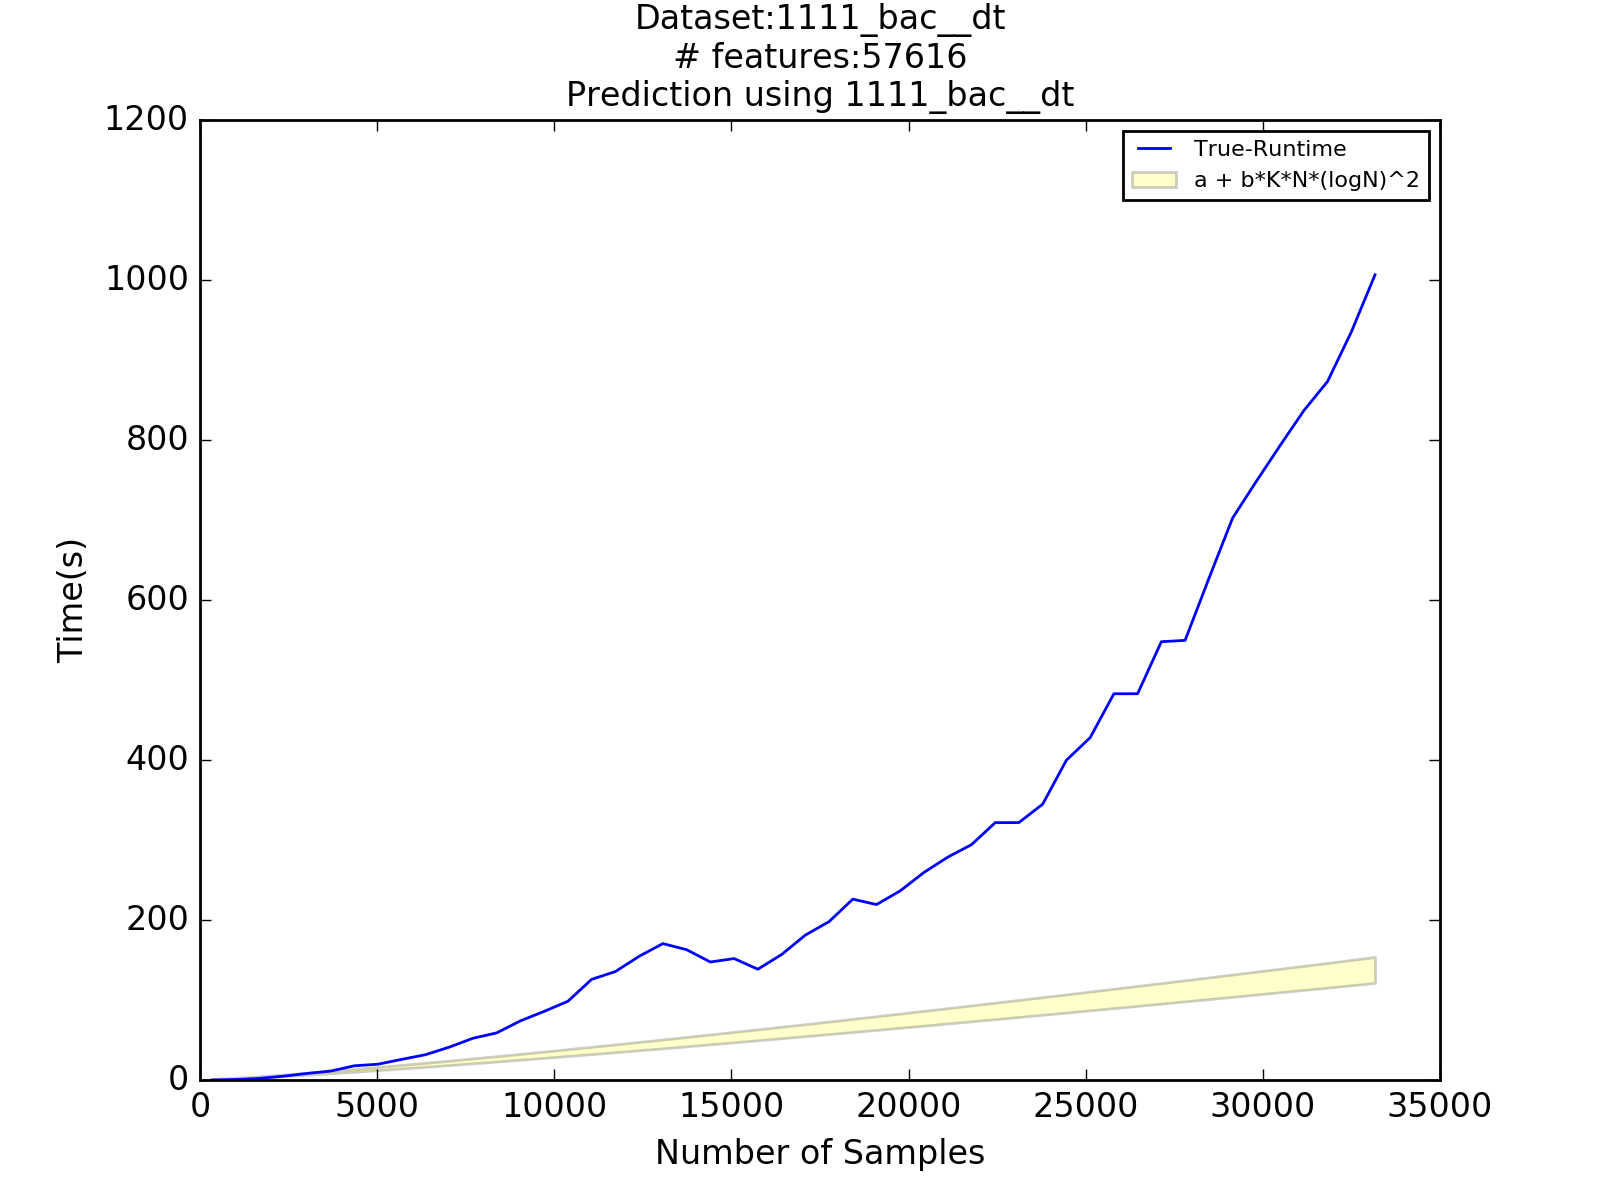 Dataset:1111_bac__dt
# features:57616
Prediction using 1111_bac__dt
1200
1000
800
600
400
200
0
Time(s)
True-Runtime
a + b*K*N*(logN)^2
0 5000 10000 15000 20000 25000 30000 35000
Number of Samples